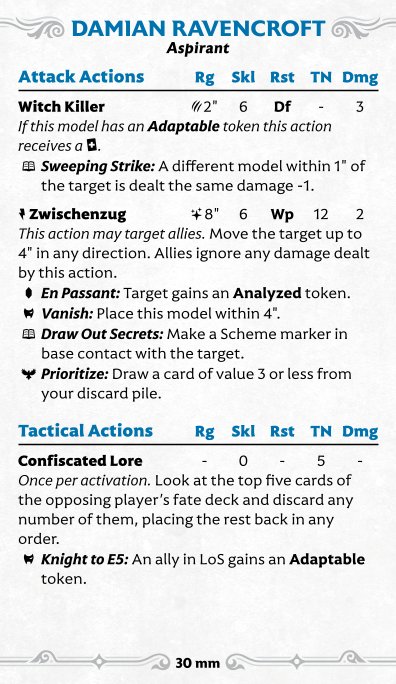 DAMIAN RAVENCROFT
Aspirant
Attack Actions Rg Skl Rst TN Dmg
Witch Killer 2" 6 Df - 3
If this model has an Adaptable token this action
receives a .
Sweeping Strike: A different model within 1" of
the target is dealt the same damage -1.
Zwischenzug 8" 6 Wp 12 2
This action may target allies. Move the target up to
4" in any direction. Allies ignore any damage dealt
by this action.
En Passant: Target gains an Analyzed token.
Vanish: Place this model within 4".
Draw Out Secrets: Make a Scheme marker in
base contact with the target.
Prioritize: Draw a card of value 3 or less from
your discard pile.
Tactical Actions Rg Skl Rst TN Dmg
Confiscated Lore - 0 - 5 -
Once per activation. Look at the top five cards of
the opposing player's fate deck and discard any
number of them, placing the rest back in any
order.
Knight to E5: An ally in LoS gains an Adaptable
token.
30 mm